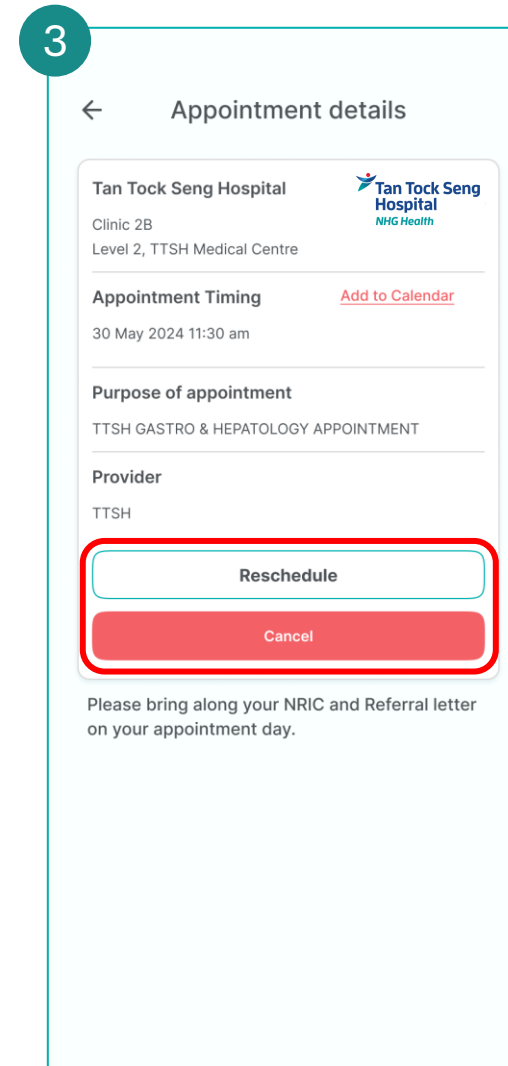 3
Appointment details
Tan Tock Seng Hospital
Tan Tock Seng
Hospital
NHG Health
Clinic 2B
Level 2, TTSH Medical Centre
Appointment Timing
Add to Calendar
30 May 2024 11:30 am
Purpose of appointment
TTSH GASTRO & HEPATOLOGY APPOINTMENT
Provider
TTSH
Reschedule
Cancel
Please bring along your NRIC and Referral letter
on your appointment day.